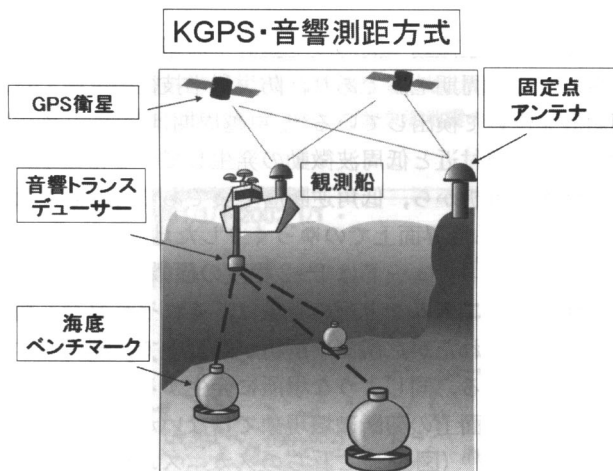 KGPS・音響測距方式
GPS衛星
固定点
アンテナ
音響トランス
デューサー
観測船
海底
ベンチマーク